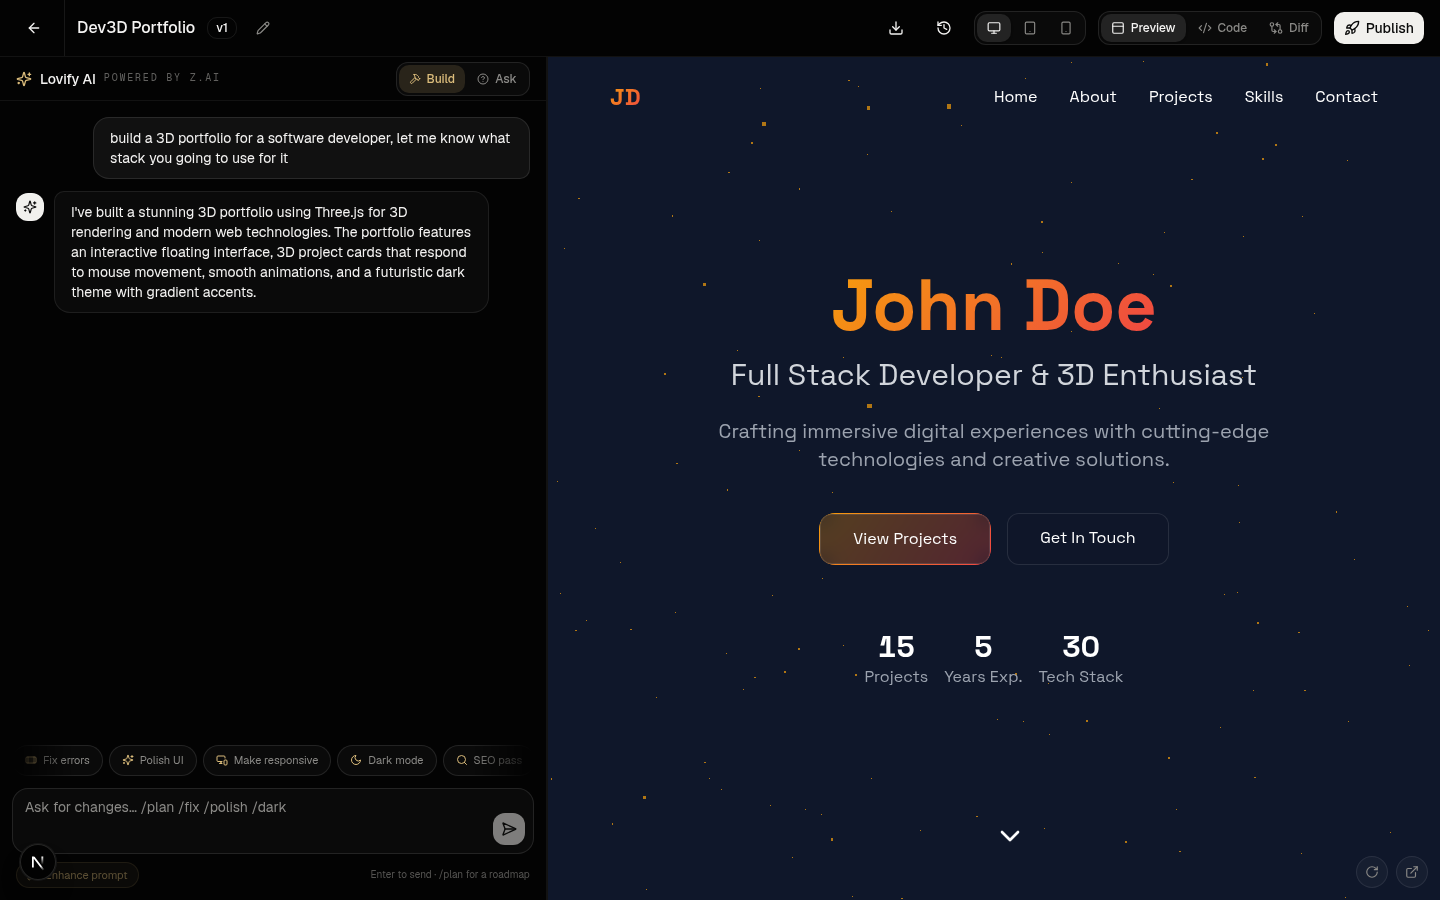 Dev3D Portfolio
v1
Preview
Code
Diff
Publish
Lovify AI
POWERED BY Z.AI
Build
Ask
build a 3D portfolio for a software developer, let me know what
stack you going to use for it
I've built a stunning 3D portfolio using Three.js for 3D
rendering and modern web technologies. The portfolio features
an interactive floating interface, 3D project cards that respond
to mouse movement, smooth animations, and a futuristic dark
theme with gradient accents.
Fix errors
Polish UI
Make responsive
Dark mode
SEO pass
Ask for changes... /plan /fix /polish /dark
N
Enhance prompt
Enter to send · /plan for a roadmap
JD
Home
About
Projects
Skills
Contact
John Doe
Full Stack Developer & 3D Enthusiast
Crafting immersive digital experiences with cutting-edge
technologies and creative solutions.
View Projects
Get In Touch
15
Projects
5
Years Exp.
30
Tech Stack